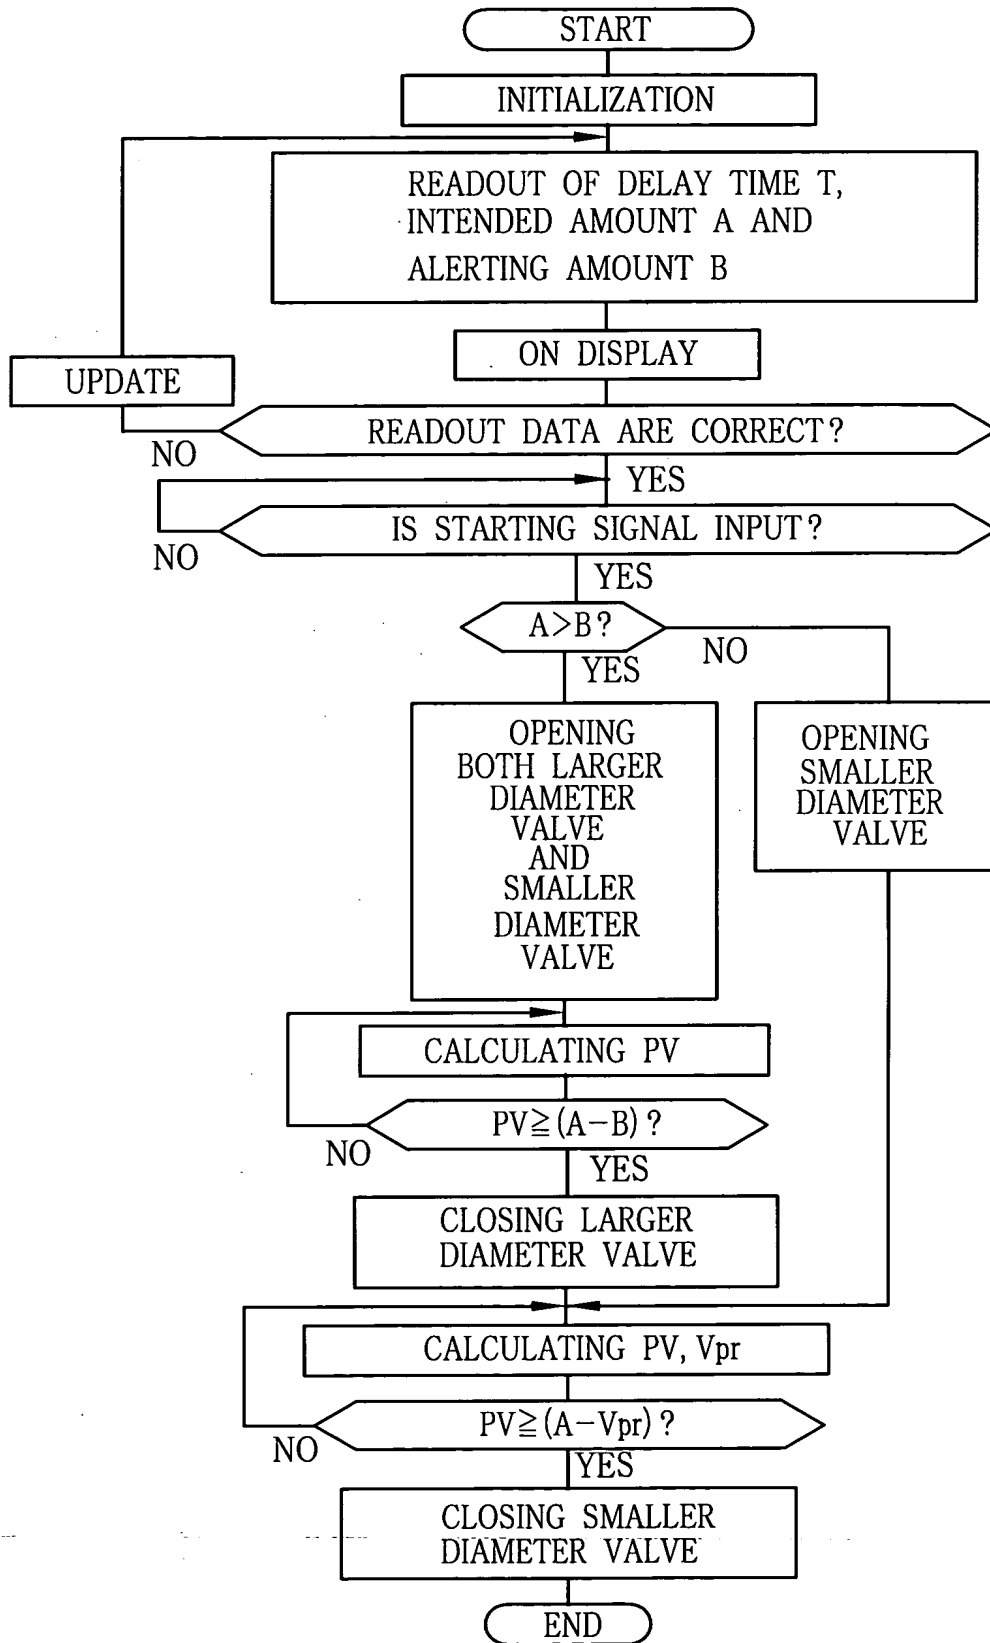 START
INITIALIZATION
READOUT OF DELAY TIME T,
INTENDED AMOUNT A AND
ALERTING AMOUNT B
ON DISPLAY
UPDATE
READOUT DATA ARE CORRECT?
NO
YES
IS STARTING SIGNAL INPUT?
NO
YES
A>B?
NO
YES
OPENING
BOTH LARGER
DIAMETER
VALVE
AND
SMALLER
DIAMETER
VALVE
OPENING
SMALLER
DIAMETER
VALVE
CALCULATING PV
PV≧(A−B)?
NO
YES
CLOSING LARGER
DIAMETER VALVE
CALCULATING PV, Vpr
PV≧(A−Vpr)?
NO
YES
CLOSING SMALLER
DIAMETER VALVE
END